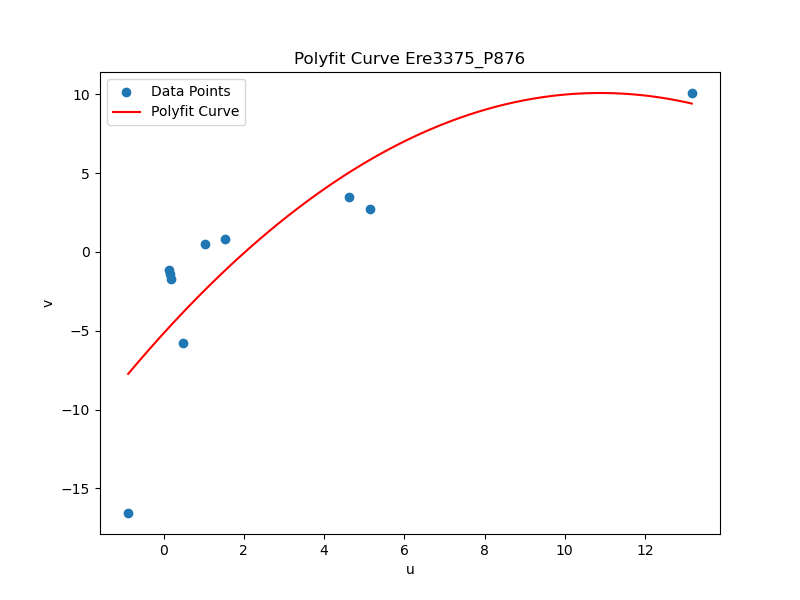 Polyfit Curve Ere3375_P876
Data Points
Polyfit Curve
10
5
0
−5
−10
−15
v
0 2 4 6 8 10 12
u